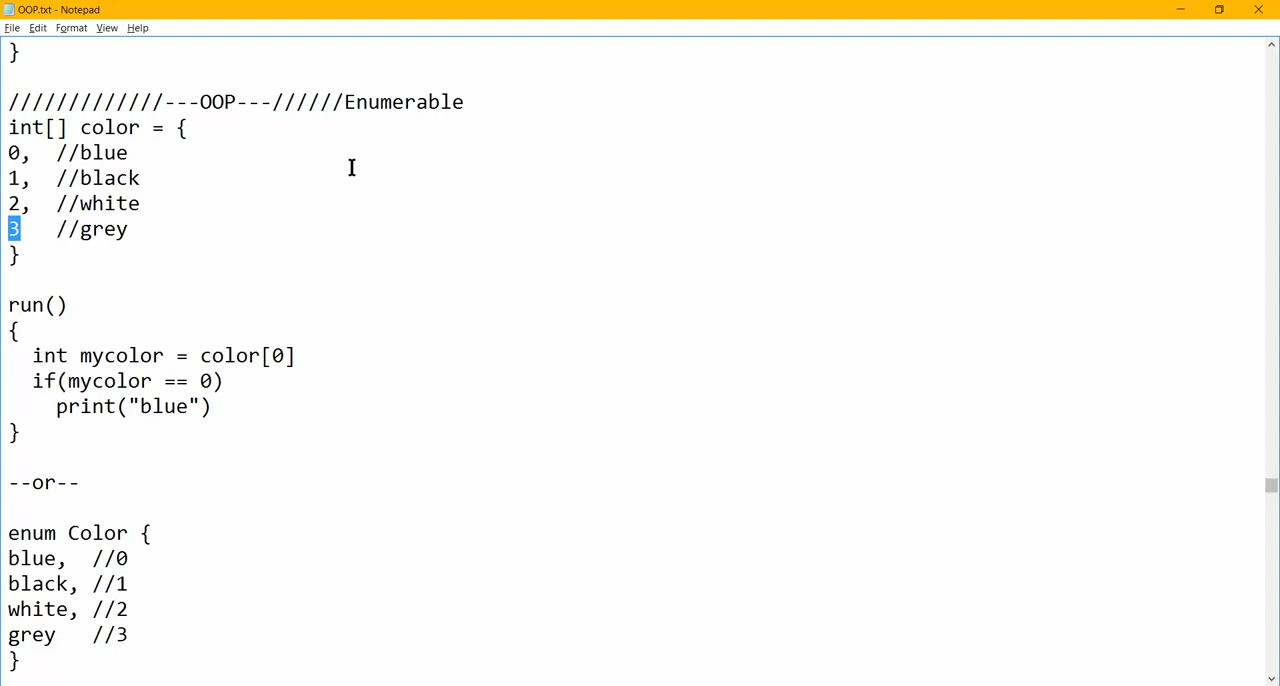 OOP.txt - Notepad
File Edit Format View Help
}
/////////////---OOP---//////Enumerable
int[] color = {
0,  //blue
1,  //black
2,  //white
3   //grey
}
run()
{
  int mycolor = color[0]
  if(mycolor == 0)
    print("blue")
}
--or--
enum Color {
blue,  //0
black, //1
white, //2
grey   //3
}